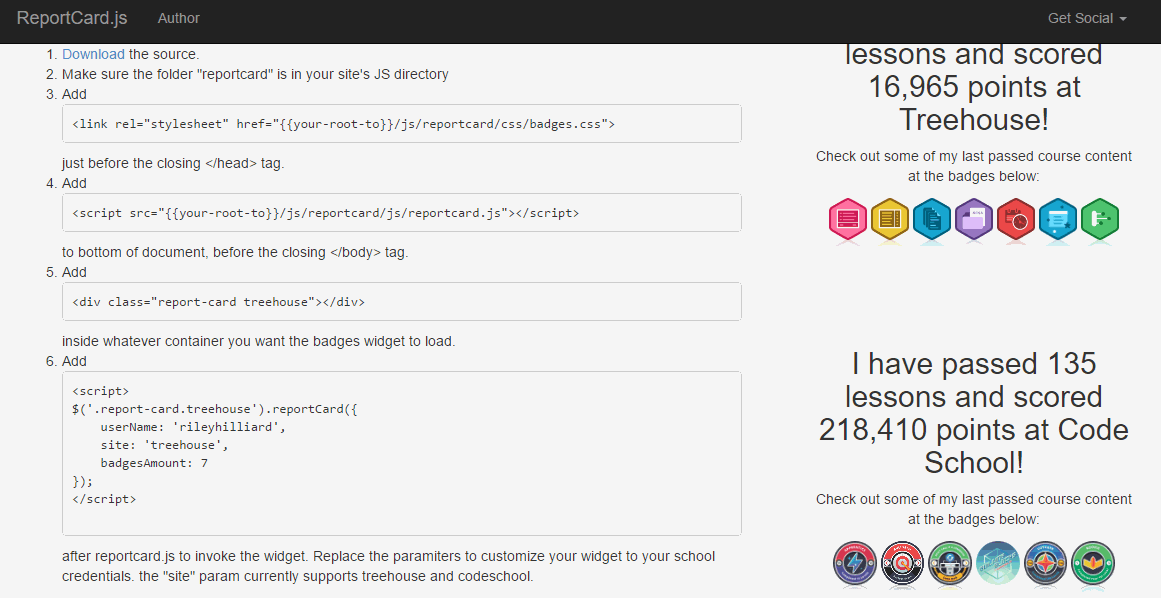 ReportCard.js Author Get Social
1. Download the source.
2. Make sure the folder "reportcard" is in your site's JS directory
3. Add
<link rel="stylesheet" href="{{your-root-to}}/js/reportcard/css/badges.css">
just before the closing </head> tag.
4. Add
<script src="{{your-root-to}}/js/reportcard/js/reportcard.js"></script>
to bottom of document, before the closing </body> tag.
5. Add
<div class="report-card treehouse"></div>
inside whatever container you want the badges widget to load.
6. Add
<script>
$('.report-card.treehouse').reportCard({
    userName: 'rileyhilliard',
    site: 'treehouse',
    badgesAmount: 7
});
</script>
after reportcard.js to invoke the widget. Replace the paramiters to customize your widget to your school
credentials. the "site" param currently supports treehouse and codeschool.
lessons and scored
16,965 points at
Treehouse!
Check out some of my last passed course content
at the badges below:
I have passed 135
lessons and scored
218,410 points at Code
School!
Check out some of my last passed course content
at the badges below: